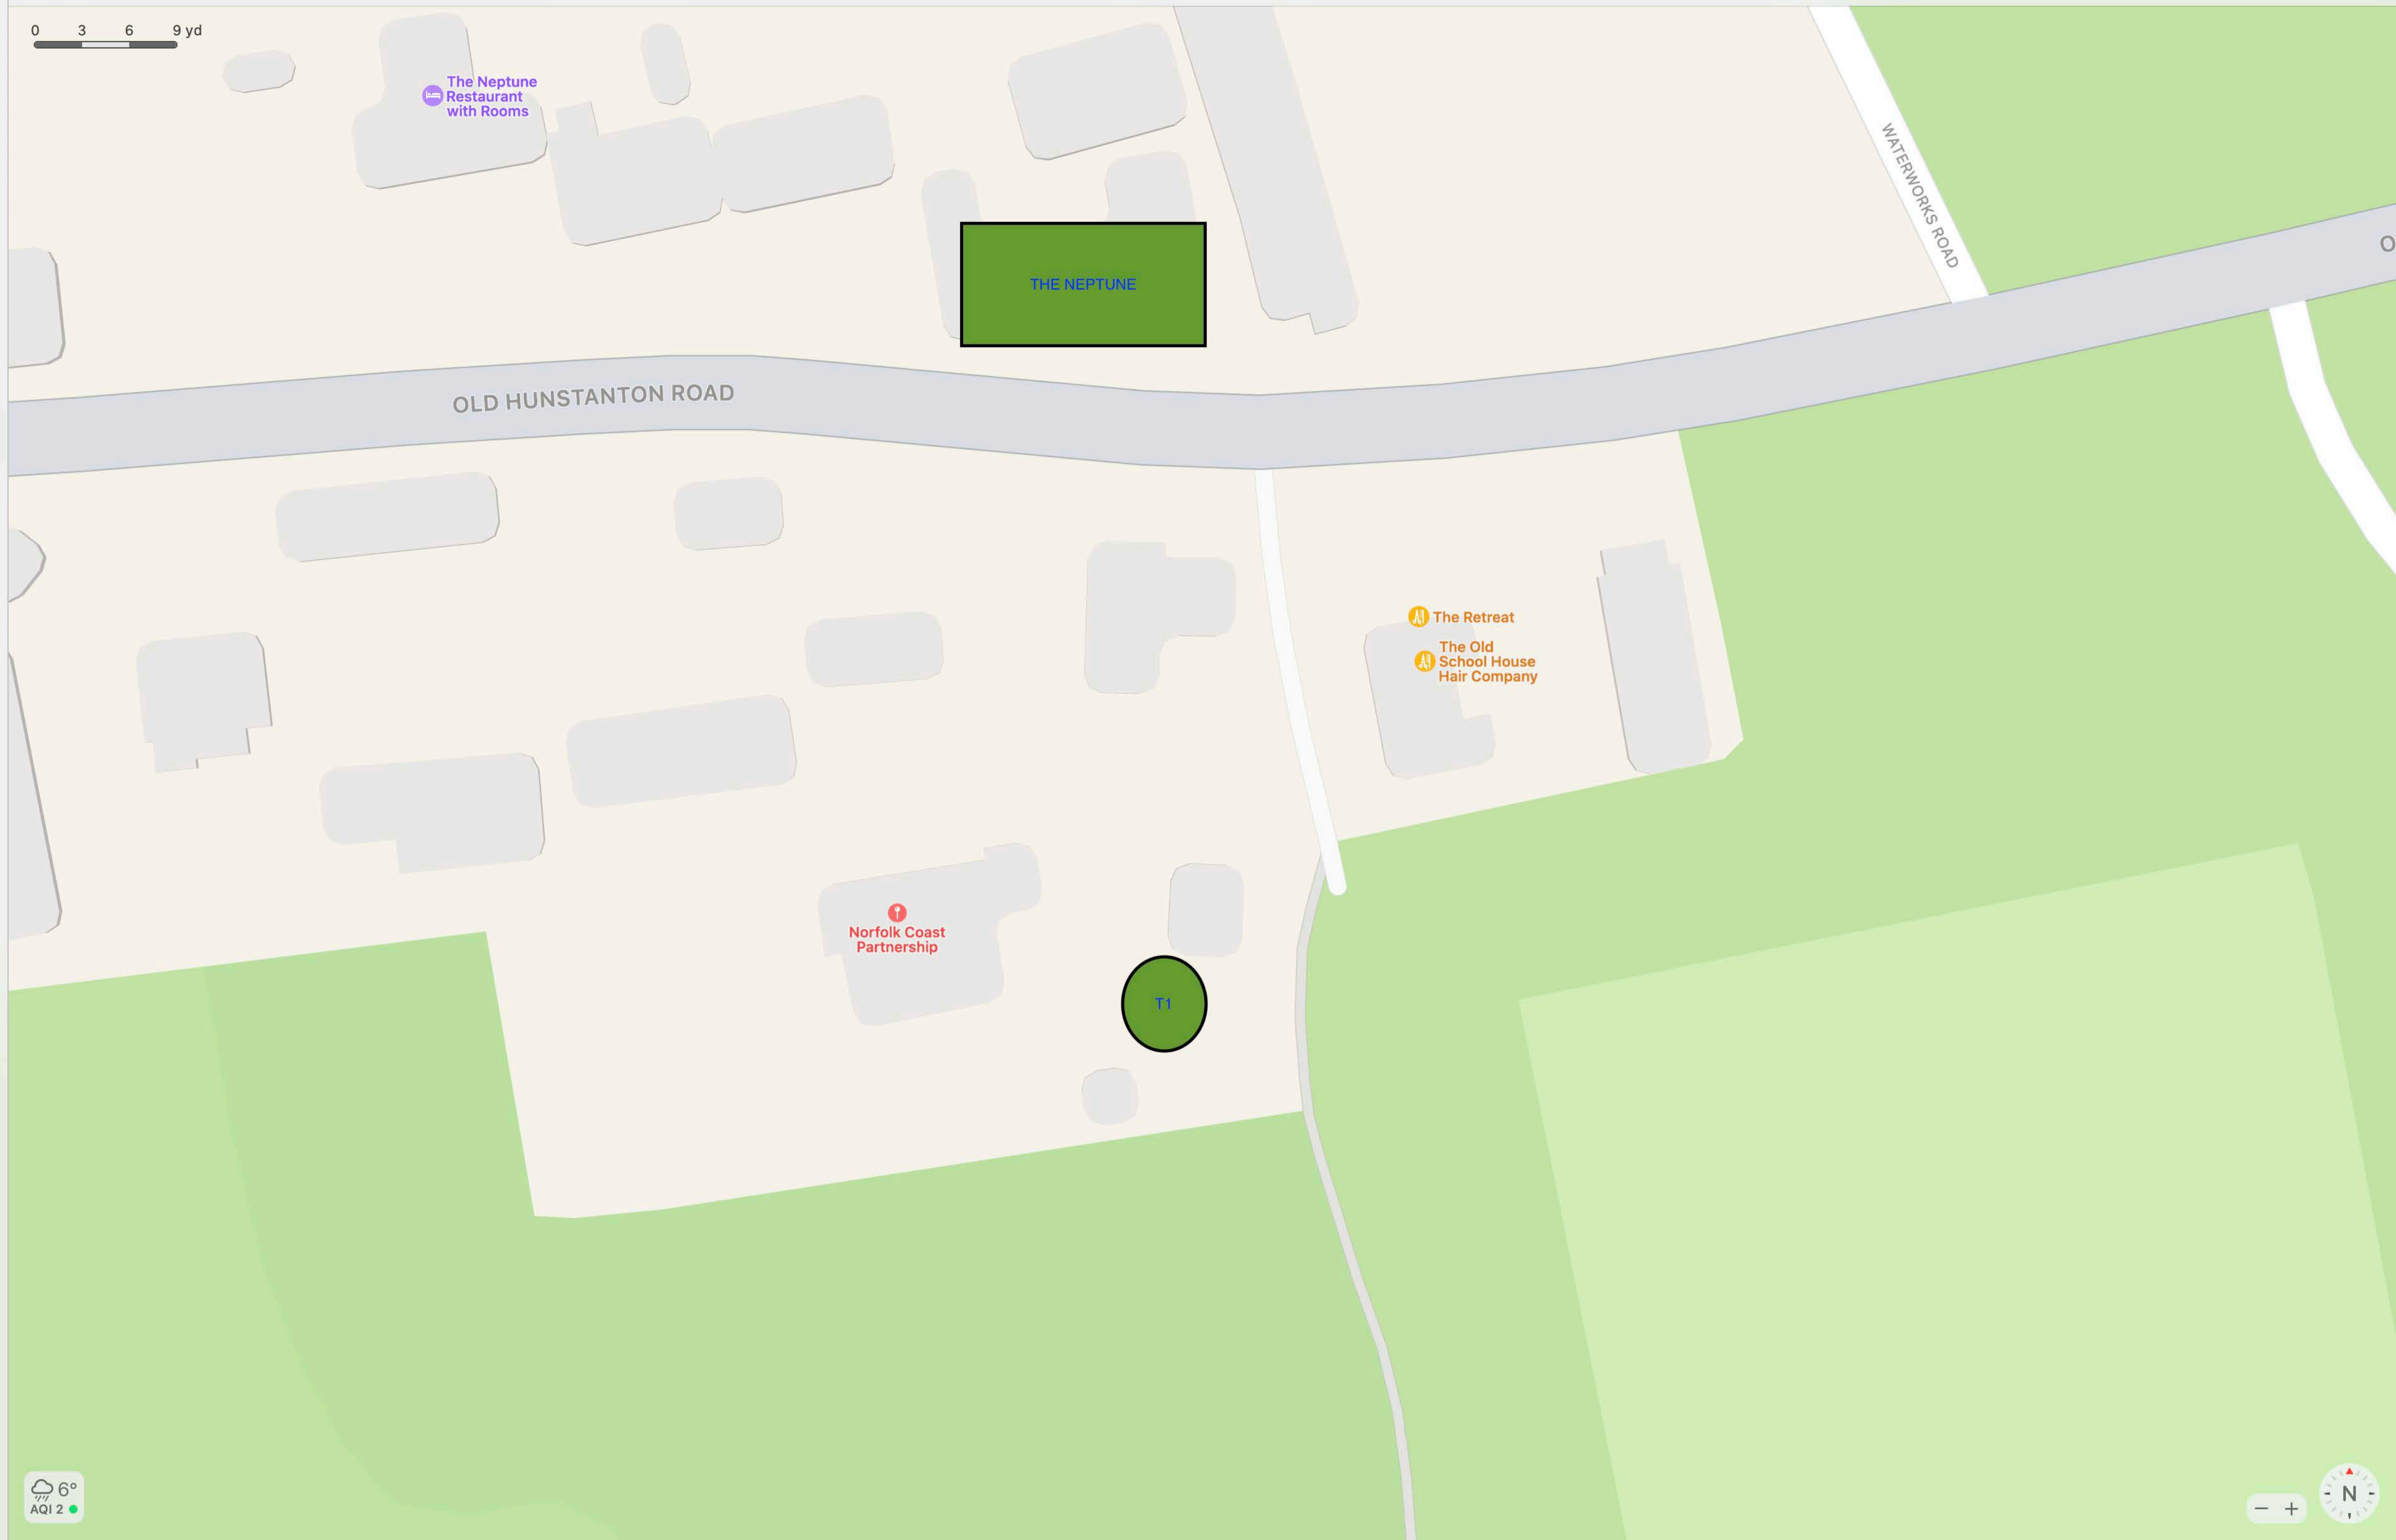 0 3 6 9 yd
The Neptune
Restaurant
with Rooms
WATERWORKS ROAD
O
THE NEPTUNE
OLD HUNSTANTON ROAD
The Retreat
The Old
School House
Hair Company
Norfolk Coast
Partnership
T1
6°
AQI 2
− +
N